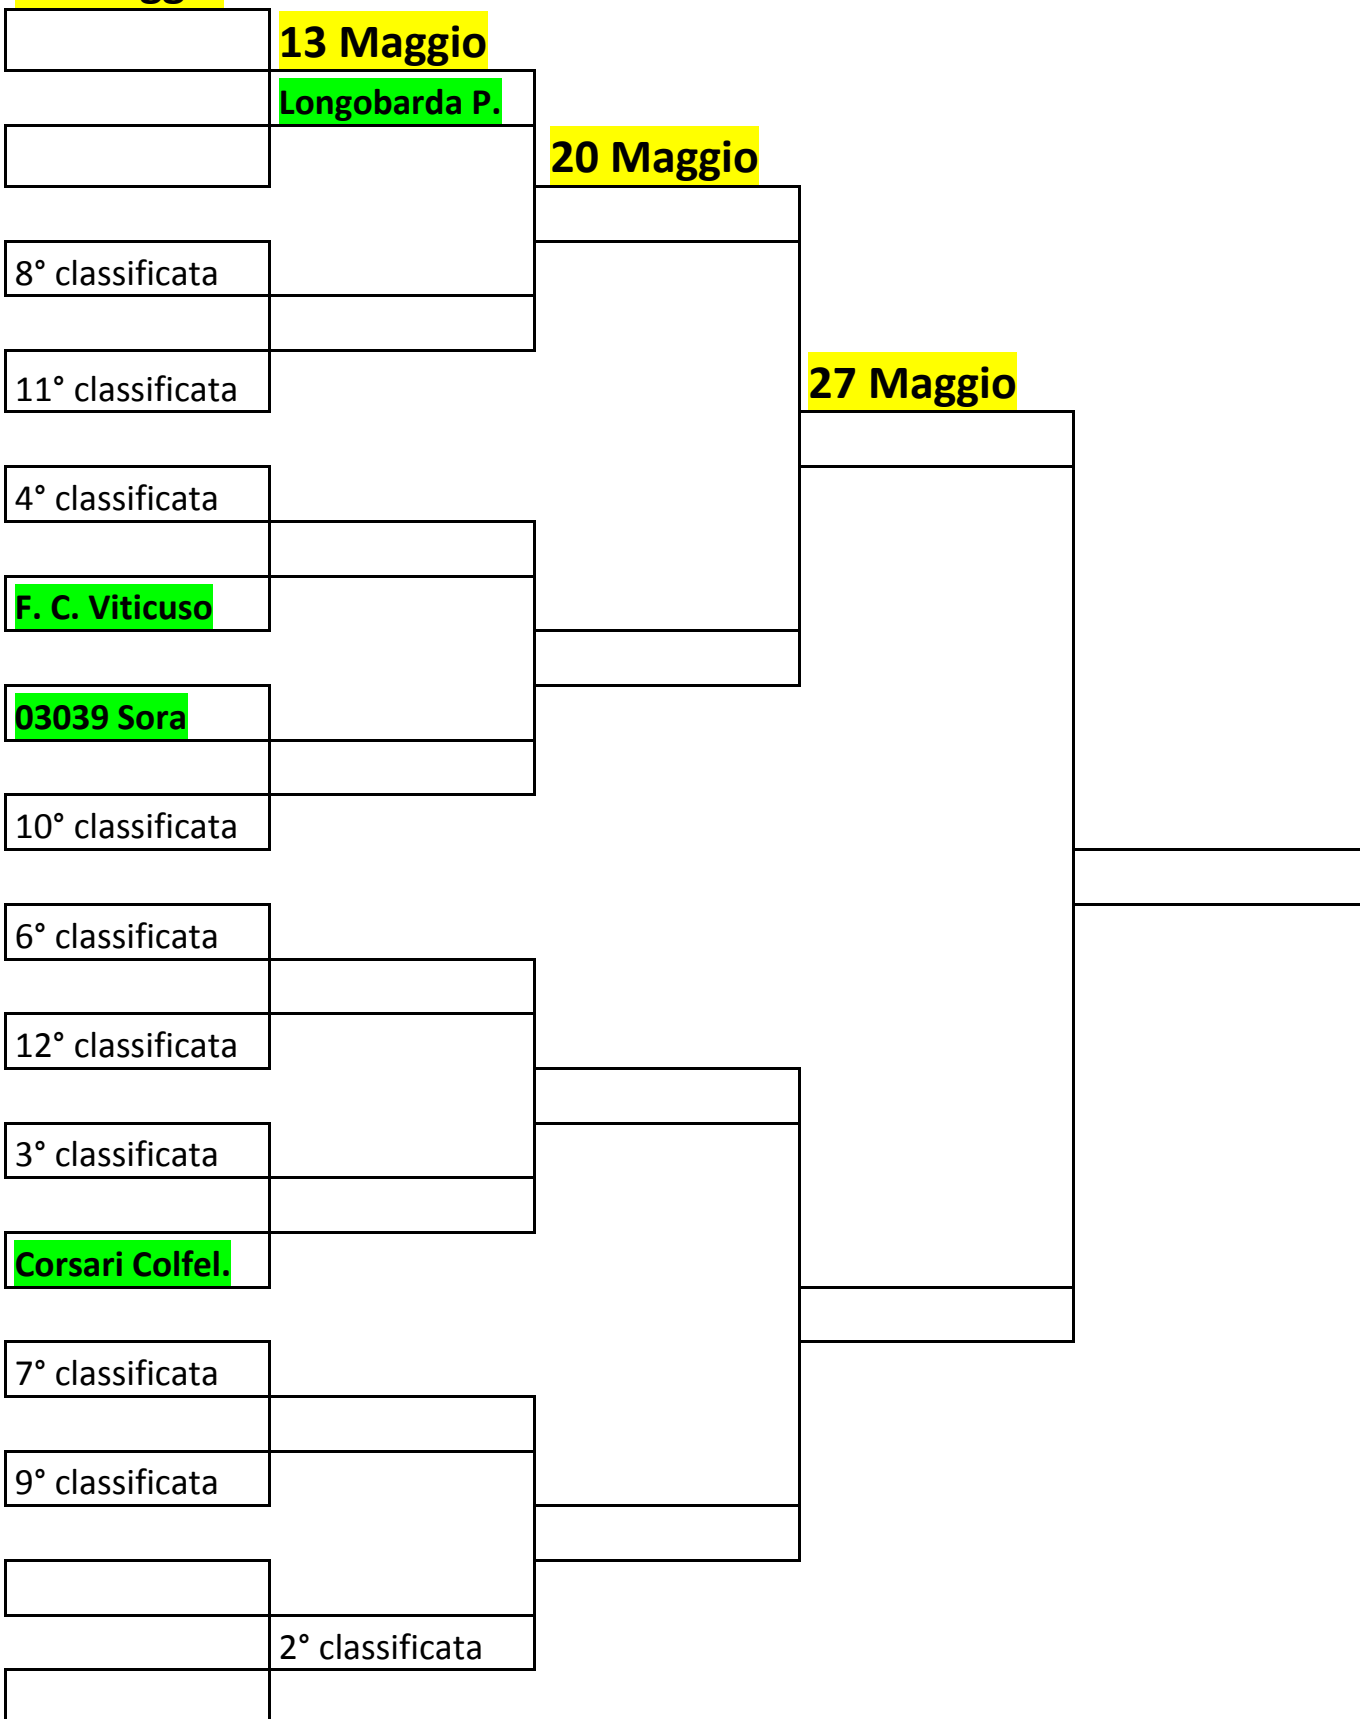 13 Maggio
Longobarda P.
20 Maggio
8° classificata
11° classificata
27 Maggio
4° classificata
F. C. Viticuso
03039 Sora
10° classificata
6° classificata
12° classificata
3° classificata
Corsari Colfel.
7° classificata
9° classificata
2° classificata